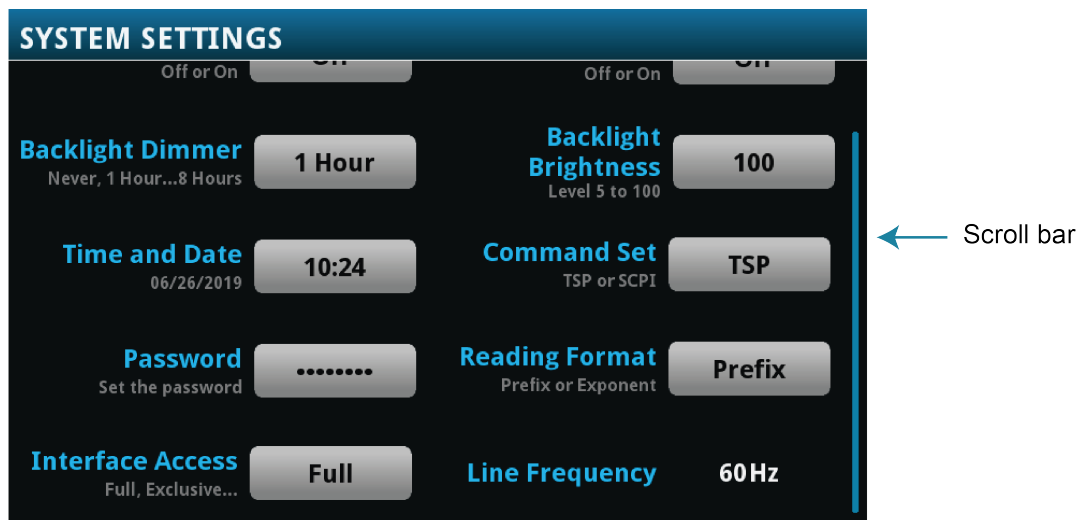 SYSTEM SETTINGS
Off or On
On
Off or On
On
Backlight Dimmer
Never, 1 Hour...8 Hours
1 Hour
Backlight
Brightness
Level 5 to 100
100
Scroll bar
Time and Date
06/26/2019
10:24
Command Set
TSP or SCPI
TSP
Password
Set the password
••••••••
Reading Format
Prefix or Exponent
Prefix
Interface Access
Full, Exclusive...
Full
Line Frequency
60Hz